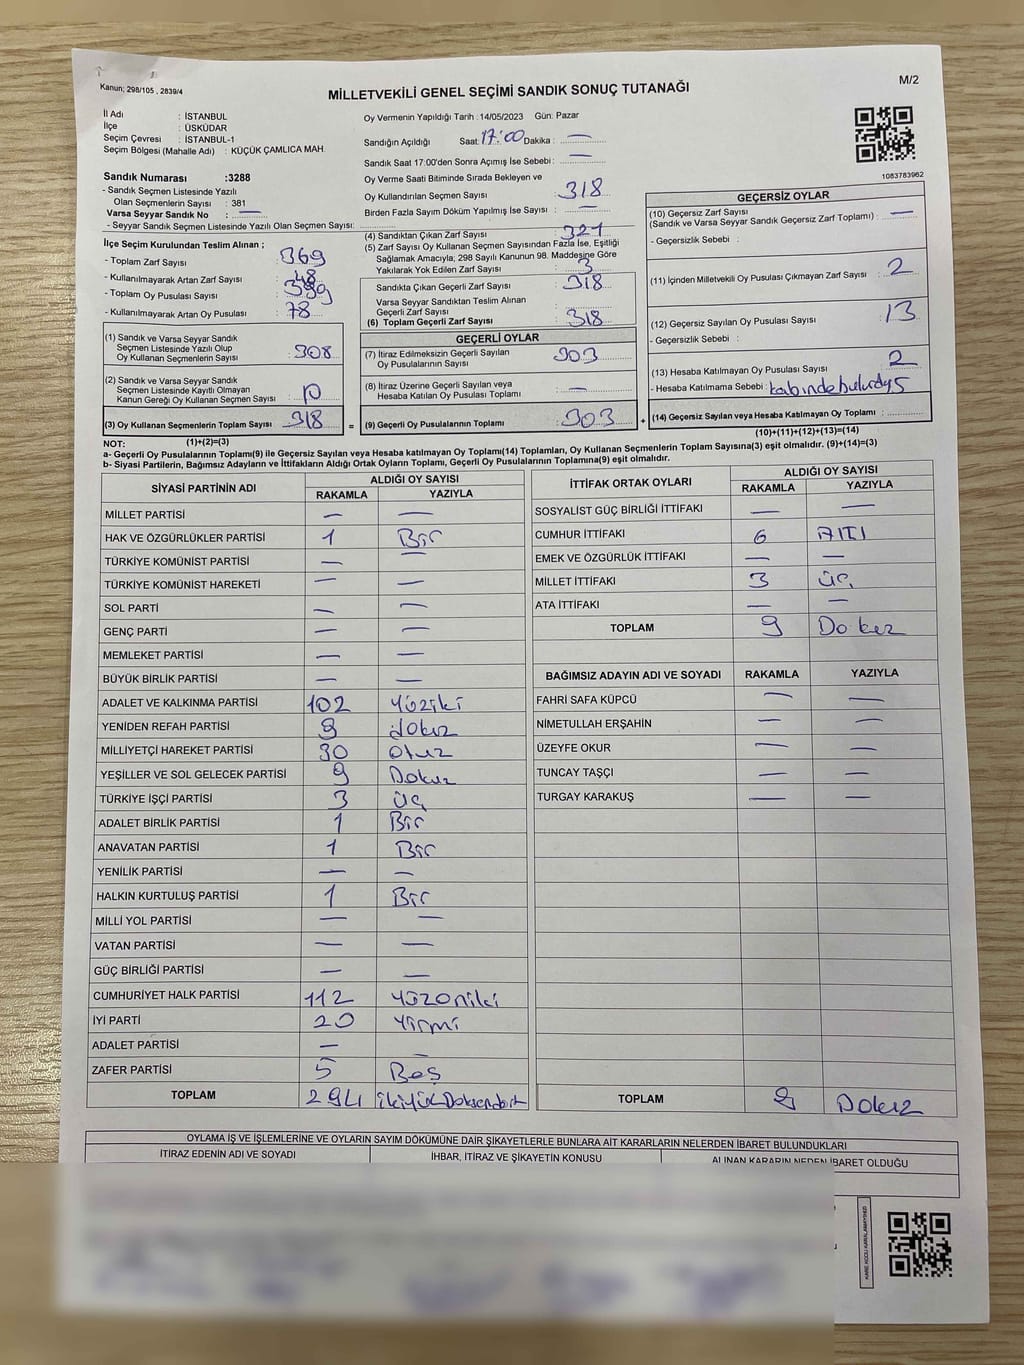 Kanun; 298/105 , 2839/4
MİLLETVEKİLİ GENEL SEÇİMİ SANDIK SONUÇ TUTANAĞI
M/2
İl Adı : İSTANBUL
İlçe : ÜSKÜDAR
Seçim Çevresi : İSTANBUL-1
Seçim Bölgesi (Mahalle Adı) : KÜÇÜK ÇAMLICA MAH.
Sandık Numarası :3288
- Sandık Seçmen Listesinde Yazılı
Olan Seçmenlerin Sayısı : 381
Varsa Seyyar Sandık No : —
- Seyyar Sandık Seçmen Listesinde Yazılı Olan Seçmen Sayısı:
İlçe Seçim Kurulundan Teslim Alınan ;
- Toplam Zarf Sayısı : 369
- Kullanılmayarak Artan Zarf Sayısı : 48
- Toplam Oy Pusulası Sayısı :
- Kullanılmayarak Artan Oy Pusulası : 78
(1) Sandık ve Varsa Seyyar Sandık
Seçmen Listesinde Yazılı Olup
Oy Kullanan Seçmenlerin Sayısı : 308
(2) Sandık ve Varsa Seyyar Sandık
Seçmen Listesinde Kayıtlı Olmayan
Kanun Gereği Oy Kullanan Seçmen Sayısı : 10
(3) Oy Kullanan Seçmenlerin Toplam Sayısı : 318
Oy Vermenin Yapıldığı Tarih : 14/05/2023 Gün: Pazar
Sandığın Açıldığı Saat: 17:00 Dakika : —
Sandık Saat 17:00'den Sonra Açımış İse Sebebi : —
Oy Verme Saati Bitiminde Sırada Bekleyen ve
Oy Kullandırılan Seçmen Sayısı : 318
Birden Fazla Sayım Döküm Yapılmış İse Sayısı : —
(4) Sandıktan Çıkan Zarf Sayısı : 321
(5) Zarf Sayısı Oy Kullanan Seçmen Sayısından Fazla İse, Eşitliği
Sağlamak Amacıyla; 298 Sayılı Kanunun 98. Maddesine Göre
Yakılarak Yok Edilen Zarf Sayısı : 3
Sandıkta Çıkan Geçerli Zarf Sayısı : 318
Varsa Seyyar Sandıktan Teslim Alınan
Geçerli Zarf Sayısı :
(6) Toplam Geçerli Zarf Sayısı : 318
GEÇERLİ OYLAR
(7) İtiraz Edilmeksizin Geçerli Sayılan
Oy Pusulalarının Sayısı : 303
(8) İtiraz Üzerine Geçerli Sayılan veya
Hesaba Katılan Oy Pusulası Toplamı : —
= (9) Geçerli Oy Pusulalarının Toplamı : 303 +
1083783962
GEÇERSİZ OYLAR
(10) Geçersiz Zarf Sayısı
(Sandık ve Varsa Seyyar Sandık Geçersiz Zarf Toplamı) : —
- Geçersizlik Sebebi :
(11) İçinden Milletvekili Oy Pusulası Çıkmayan Zarf Sayısı : 2
(12) Geçersiz Sayılan Oy Pusulası Sayısı : 13
- Geçersizlik Sebebi :
(13) Hesaba Katılmayan Oy Pusulası Sayısı : 2
- Hesaba Katılmama Sebebi :
(14) Geçersiz Sayılan veya Hesaba Katılmayan Oy Toplamı :
NOT: (1)+(2)=(3)
(10)+(11)+(12)+(13)=(14)
a- Geçerli Oy Pusulalarının Toplamı(9) ile Geçersiz Sayılan veya Hesaba katılmayan Oy Toplamı(14) Toplamları, Oy Kullanan Seçmenlerin Toplam Sayısına(3) eşit olmalıdır. (9)+(14)=(3)
b- Siyasi Partilerin, Bağımsız Adayların ve İttifakların Aldığı Ortak Oyların Toplamı, Geçerli Oy Pusulalarının Toplamına(9) eşit olmalıdır.
SİYASİ PARTİNİN ADI
ALDIĞI OY SAYISI
RAKAMLA YAZIYLA
MİLLET PARTİSİ — —
HAK VE ÖZGÜRLÜKLER PARTİSİ 1 Bir
TÜRKİYE KOMÜNİST PARTİSİ — —
TÜRKİYE KOMÜNİST HAREKETİ — —
SOL PARTİ — —
GENÇ PARTİ — —
MEMLEKET PARTİSİ — —
BÜYÜK BİRLİK PARTİSİ — —
ADALET VE KALKINMA PARTİSİ 102 Yüziki
YENİDEN REFAH PARTİSİ 9 dokuz
MİLLİYETÇİ HAREKET PARTİSİ 30 otuz
YEŞİLLER VE SOL GELECEK PARTİSİ 9 Dokuz
TÜRKİYE İŞÇİ PARTİSİ 3 üç
ADALET BİRLİK PARTİSİ 1 Bir
ANAVATAN PARTİSİ 1 Bir
YENİLİK PARTİSİ — —
HALKIN KURTULUŞ PARTİSİ 1 Bir
MİLLİ YOL PARTİSİ — —
VATAN PARTİSİ — —
GÜÇ BİRLİĞİ PARTİSİ — —
CUMHURİYET HALK PARTİSİ 112 Yüzoniki
İYİ PARTİ 20 Yirmi
ADALET PARTİSİ — —
ZAFER PARTİSİ 5 Beş
TOPLAM 294 ikiyüzDoksandört
İTTİFAK ORTAK OYLARI
ALDIĞI OY SAYISI
RAKAMLA YAZIYLA
SOSYALİST GÜÇ BİRLİĞİ İTTİFAKI — —
CUMHUR İTTİFAKI 6 Altı
EMEK VE ÖZGÜRLÜK İTTİFAKI — —
MİLLET İTTİFAKI 3 üç
ATA İTTİFAKI — —
TOPLAM 9 Dokuz
BAĞIMSIZ ADAYIN ADI VE SOYADI RAKAMLA YAZIYLA
FAHRİ SAFA KÜPCÜ — —
NİMETULLAH ERŞAHİN — —
ÜZEYFE OKUR — —
TUNCAY TAŞÇI — —
TURGAY KARAKUŞ — —
TOPLAM 9 Dokuz
OYLAMA İŞ VE İŞLEMLERİNE VE OYLARIN SAYIM DÖKÜMÜNE DAİR ŞİKAYETLERLE BUNLARA AİT KARARLARIN NELERDEN İBARET BULUNDUKLARI
İTİRAZ EDENİN ADI VE SOYADI
İHBAR, İTİRAZ VE ŞİKAYETİN KONUSU
ALINAN KARARIN NEDEN İBARET OLDUĞU
KARE KODU KARALAMAYINIZ